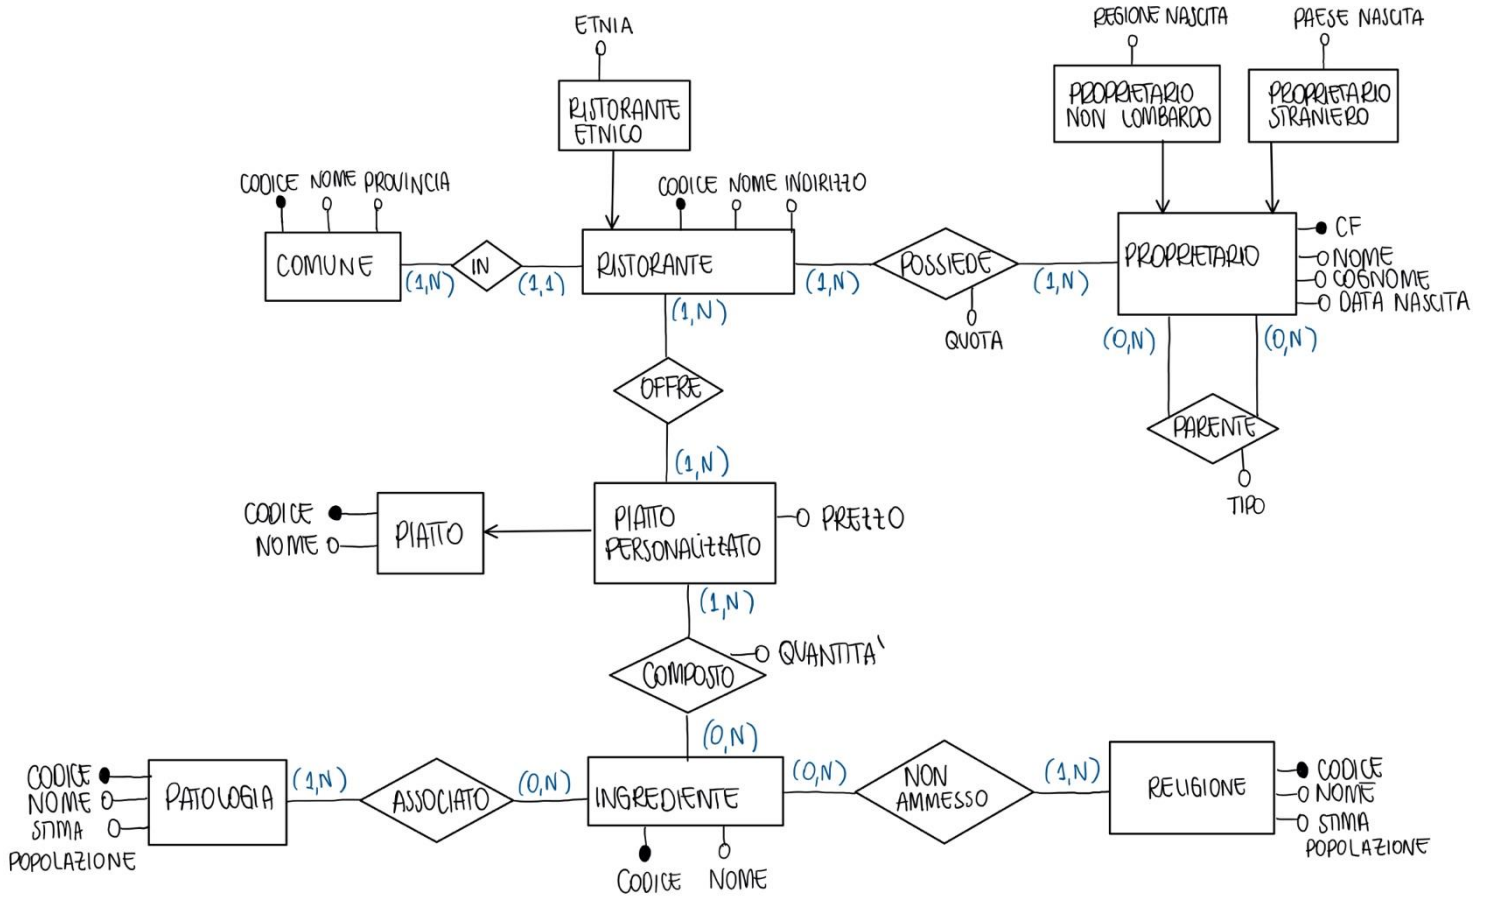 ETNIA
REGIONE NASCITA
PAESE NASCITA
RISTORANTE
ETNICO
PROPRIETARIO
NON LOMBARDO
PROPRIETARIO
STRANIERO
CODICE NOME PROVINCIA
CODICE NOME INDIRIZZO
COMUNE
(1,N)
IN
(1,1)
RISTORANTE
(1,N)
POSSIEDE
QUOTA
(1,N)
PROPRIETARIO
CF
NOME
COGNOME
DATA NASCITA
(1,N)
(0,N)
(0,N)
OFFRE
PARENTE
TIPO
(1,N)
CODICE
NOME
PIATTO
PIATTO
PERSONALIZZATO
PREZZO
(1,N)
COMPOSTO
QUANTITA'
(0,N)
CODICE
NOME
STIMA
POPOLAZIONE
PATOLOGIA
(1,N)
ASSOCIATO
(0,N)
INGREDIENTE
(0,N)
NON
AMMESSO
(1,N)
RELIGIONE
CODICE
NOME
STIMA
POPOLAZIONE
CODICE
NOME